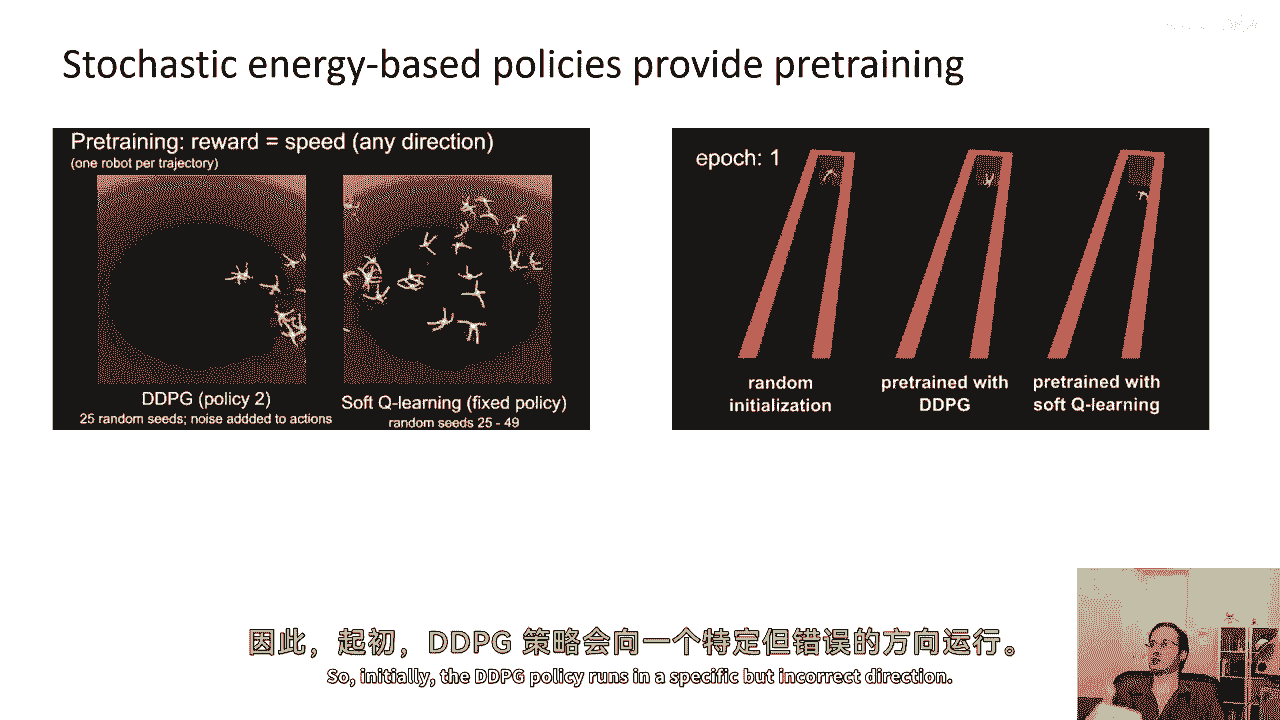 Stochastic energy-based policies provide pretraining
Pretraining: reward = speed (any direction)
(one robot per trajectory)
DDPG (policy 2)
25 random seeds; noise addded to actions
Soft Q-learning (fixed policy)
random seeds 25 - 49
epoch: 1
random
initialization
pretrained with
DDPG
pretrained with
soft Q-learning
因此，起初，DDPG 策略会向一个特定但错误的方向运行。
So, initially, the DDPG policy runs in a specific but incorrect direction.